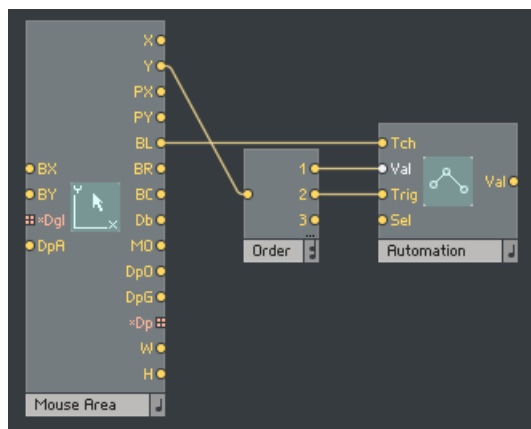 X
Y
PX
PY
BL
BR
BC
Db
MO
DpO
DpG
×Dp
W
H
BX
BY
×Dgl
DpA
Y
X
Mouse Area
1
2
3
...
Order
Tch
Val
Trig
Sel
Val
Automation